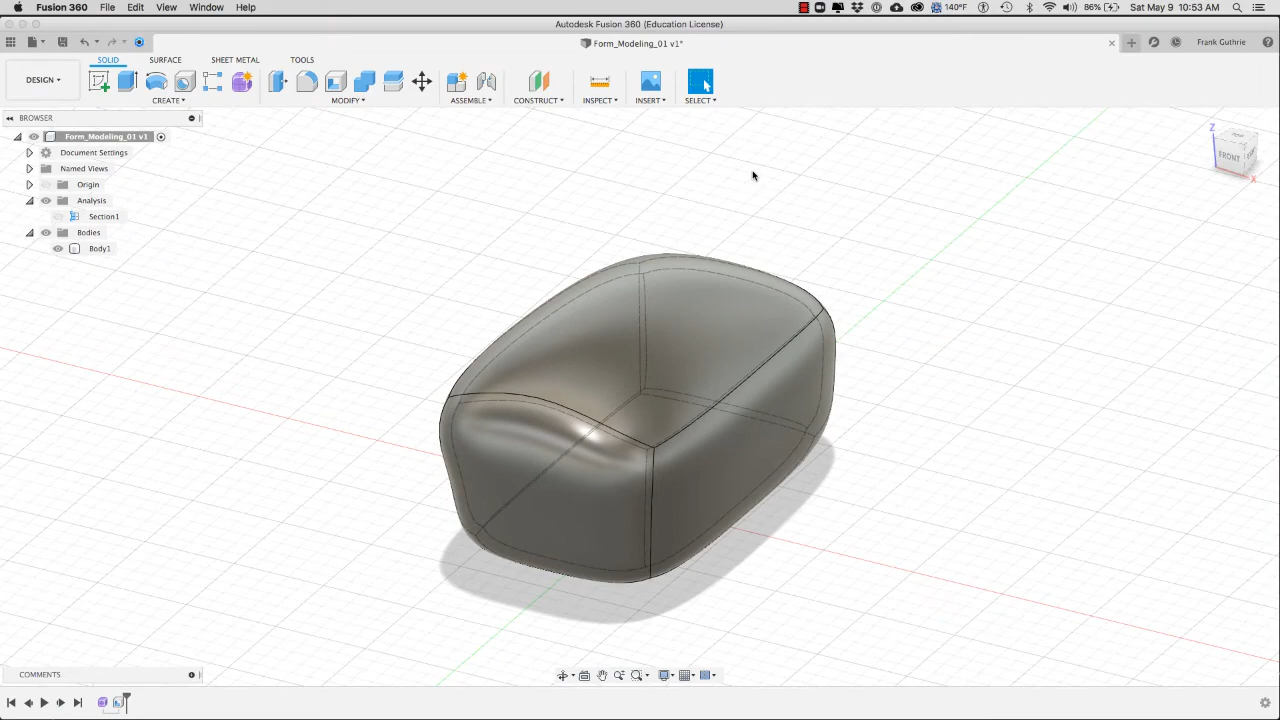 Fusion 360 File Edit View Window Help 140°F 86% Sat May 9 10:53 AM
Autodesk Fusion 360 (Education License)
Form_Modeling_01 v1* Frank Guthrie
SOLID SURFACE SHEET METAL TOOLS
DESIGN
CREATE MODIFY ASSEMBLE CONSTRUCT INSPECT INSERT SELECT
BROWSER
Form_Modeling_01 v1
Document Settings
Named Views
Origin
Analysis
Section1
Bodies
Body1
Z
TOP
FRONT
X
COMMENTS